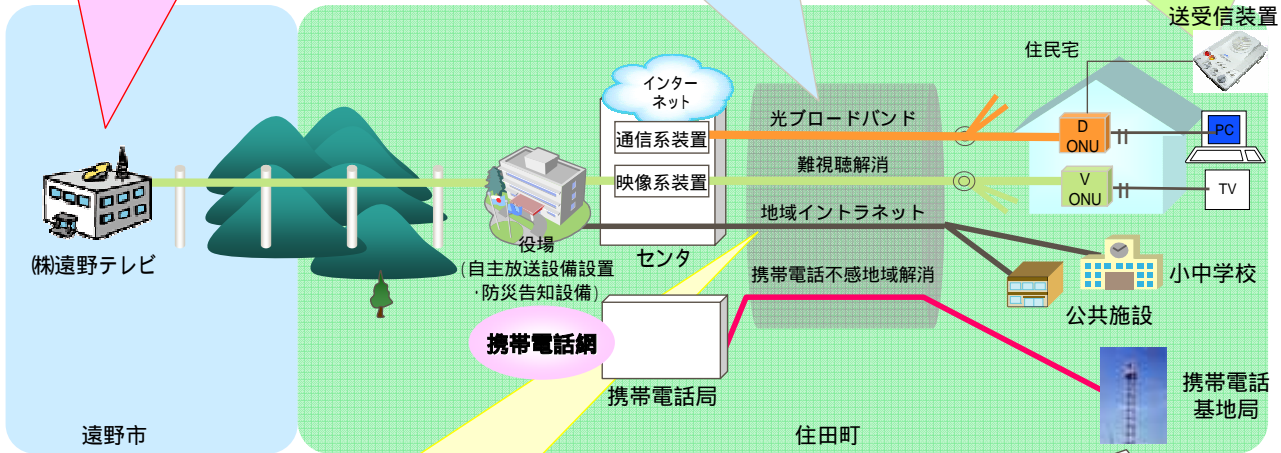 送受信装置
住民宅
インター
ネット
通信系装置
映像系装置
光ブロードバンド
難視聴解消
地域イントラネット
携帯電話不感地域解消
D
ONU
V
ONU
PC
TV
(株)遠野テレビ
役場
(自主放送設備設置
・防災告知設備)
センタ
小中学校
公共施設
携帯電話網
携帯電話局
携帯電話
基地局
遠野市
住田町